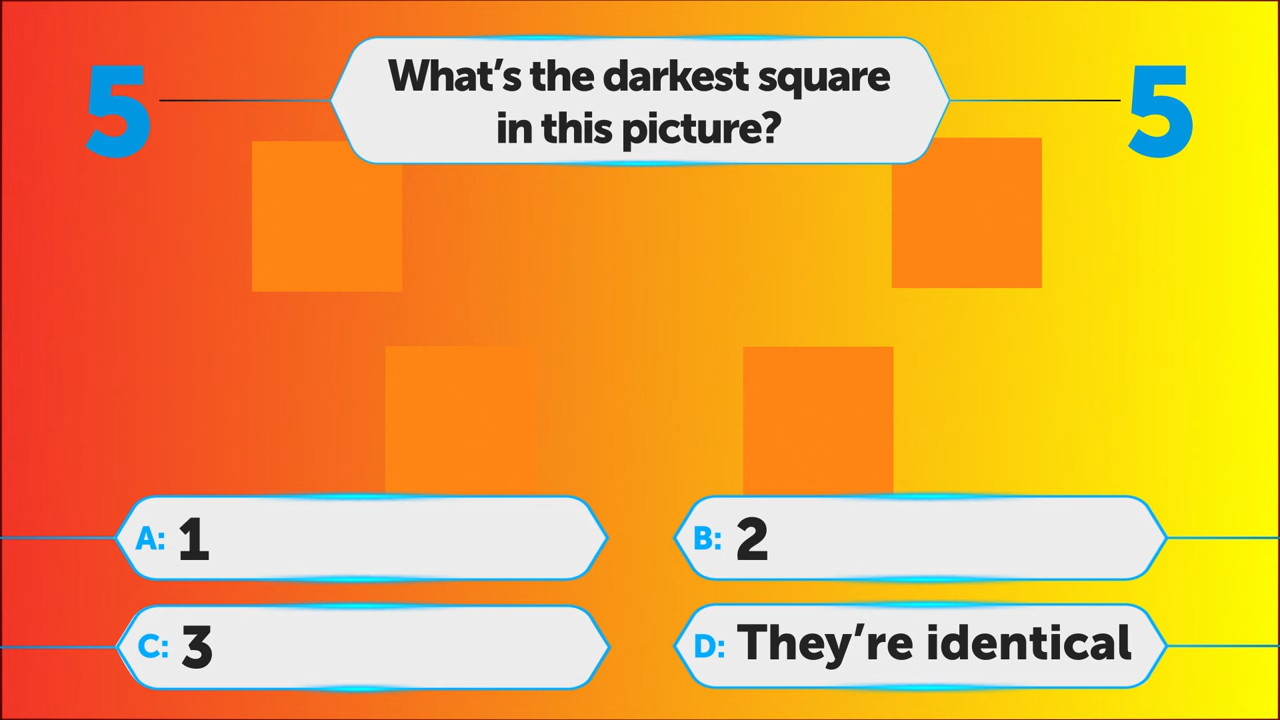 5
What's the darkest square
in this picture?
5
A: 1
B: 2
C: 3
D: They're identical